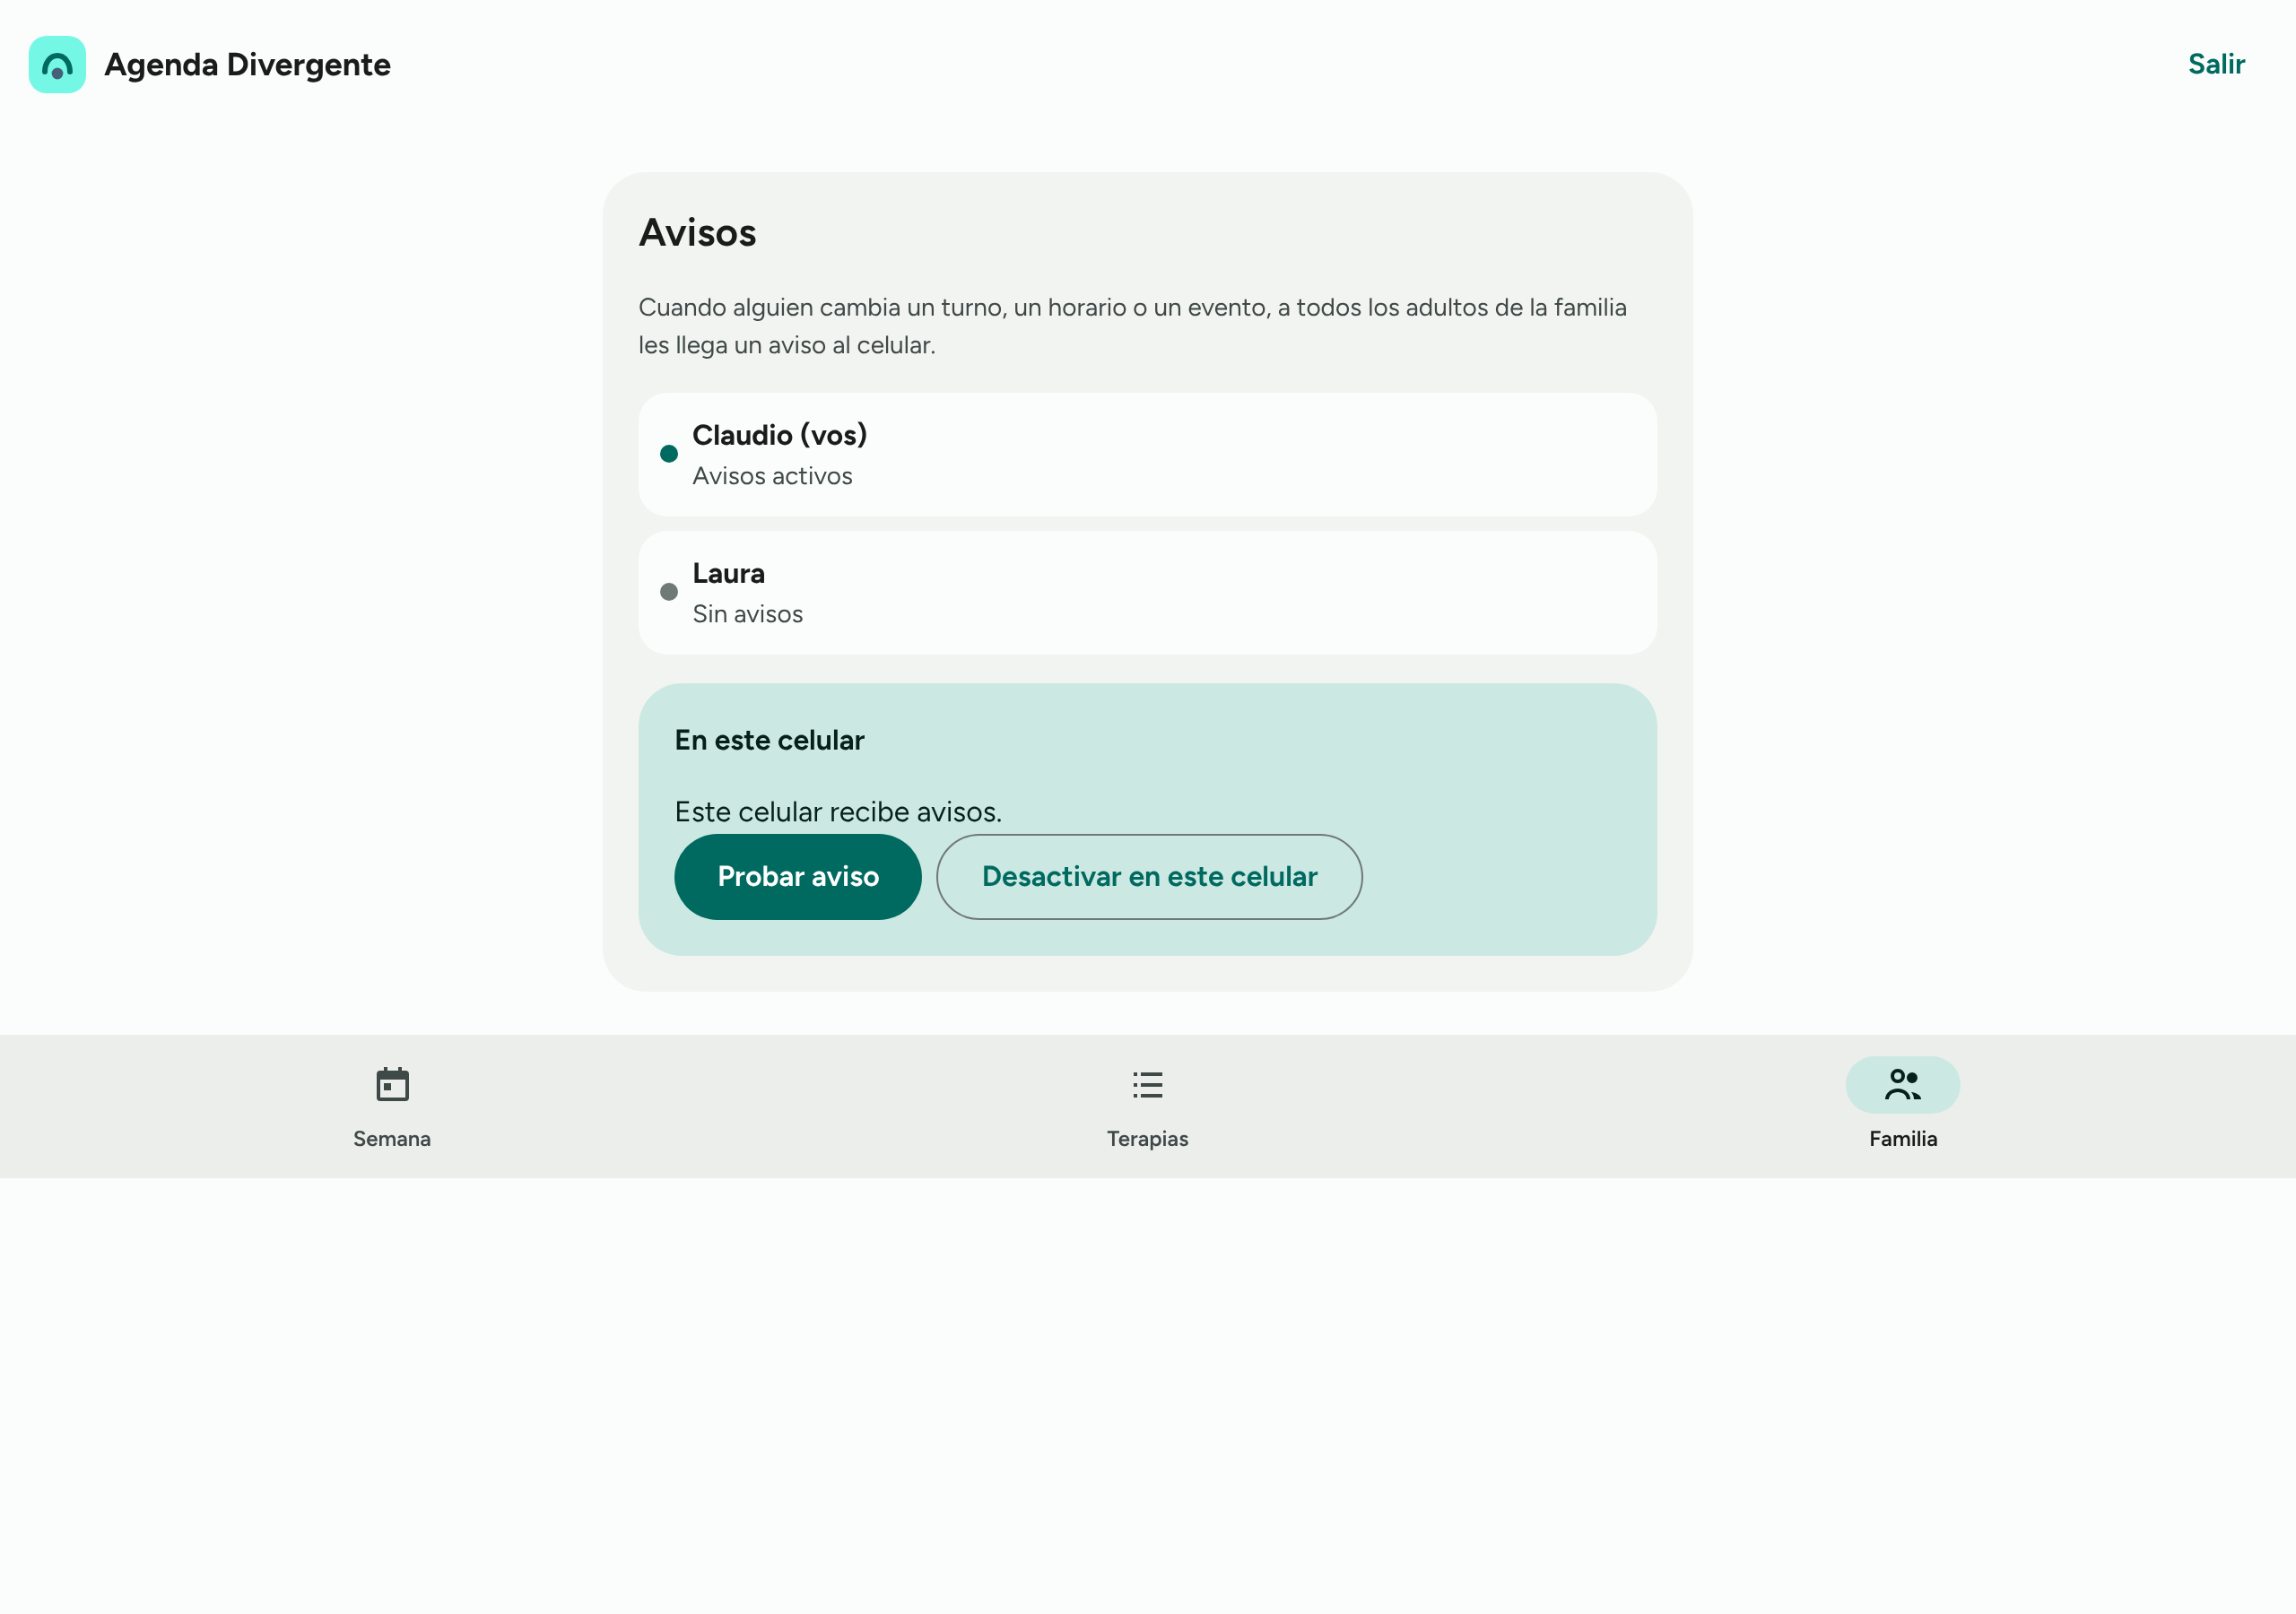 Agenda Divergente
Salir
Avisos
Cuando alguien cambia un turno, un horario o un evento, a todos los adultos de la familia
les llega un aviso al celular.
Claudio (vos)
Avisos activos
Laura
Sin avisos
En este celular
Este celular recibe avisos.
Probar aviso
Desactivar en este celular
Semana
Terapias
Familia